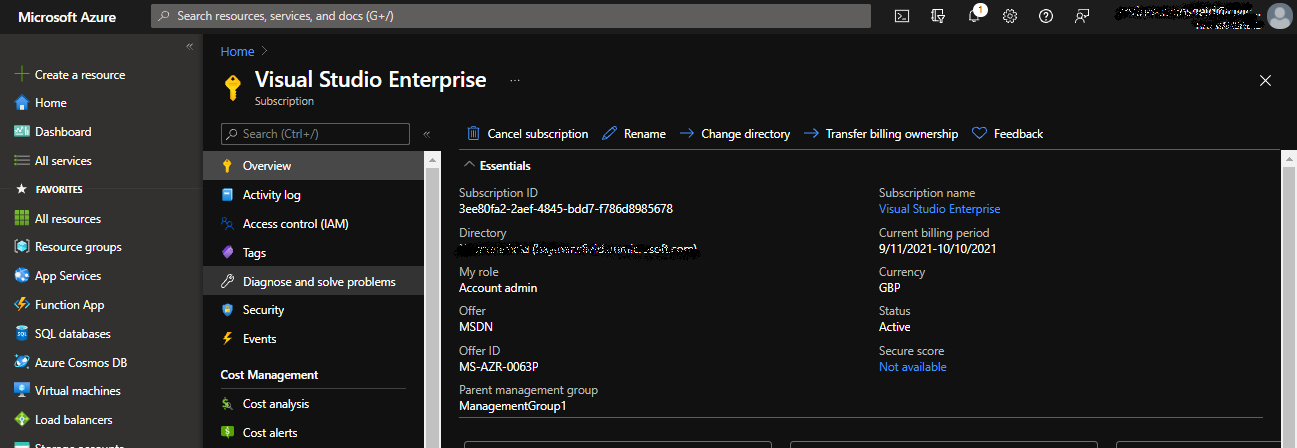 Microsoft Azure
Search resources, services, and docs (G+/)
1
Create a resource
Home
Dashboard
All services
FAVORITES
All resources
Resource groups
App Services
Function App
SQL databases
Azure Cosmos DB
Virtual machines
Load balancers
Storage accounts
Home
Visual Studio Enterprise
Subscription
Search (Ctrl+/)
Overview
Activity log
Access control (IAM)
Tags
Diagnose and solve problems
Security
Events
Cost Management
Cost analysis
Cost alerts
Cancel subscription
Rename
Change directory
Transfer billing ownership
Feedback
Essentials
Subscription ID
3ee80fa2-2aef-4845-bdd7-f786d8985678
Directory
My role
Account admin
Offer
MSDN
Offer ID
MS-AZR-0063P
Parent management group
ManagementGroup1
Subscription name
Visual Studio Enterprise
Current billing period
9/11/2021-10/10/2021
Currency
GBP
Status
Active
Secure score
Not available